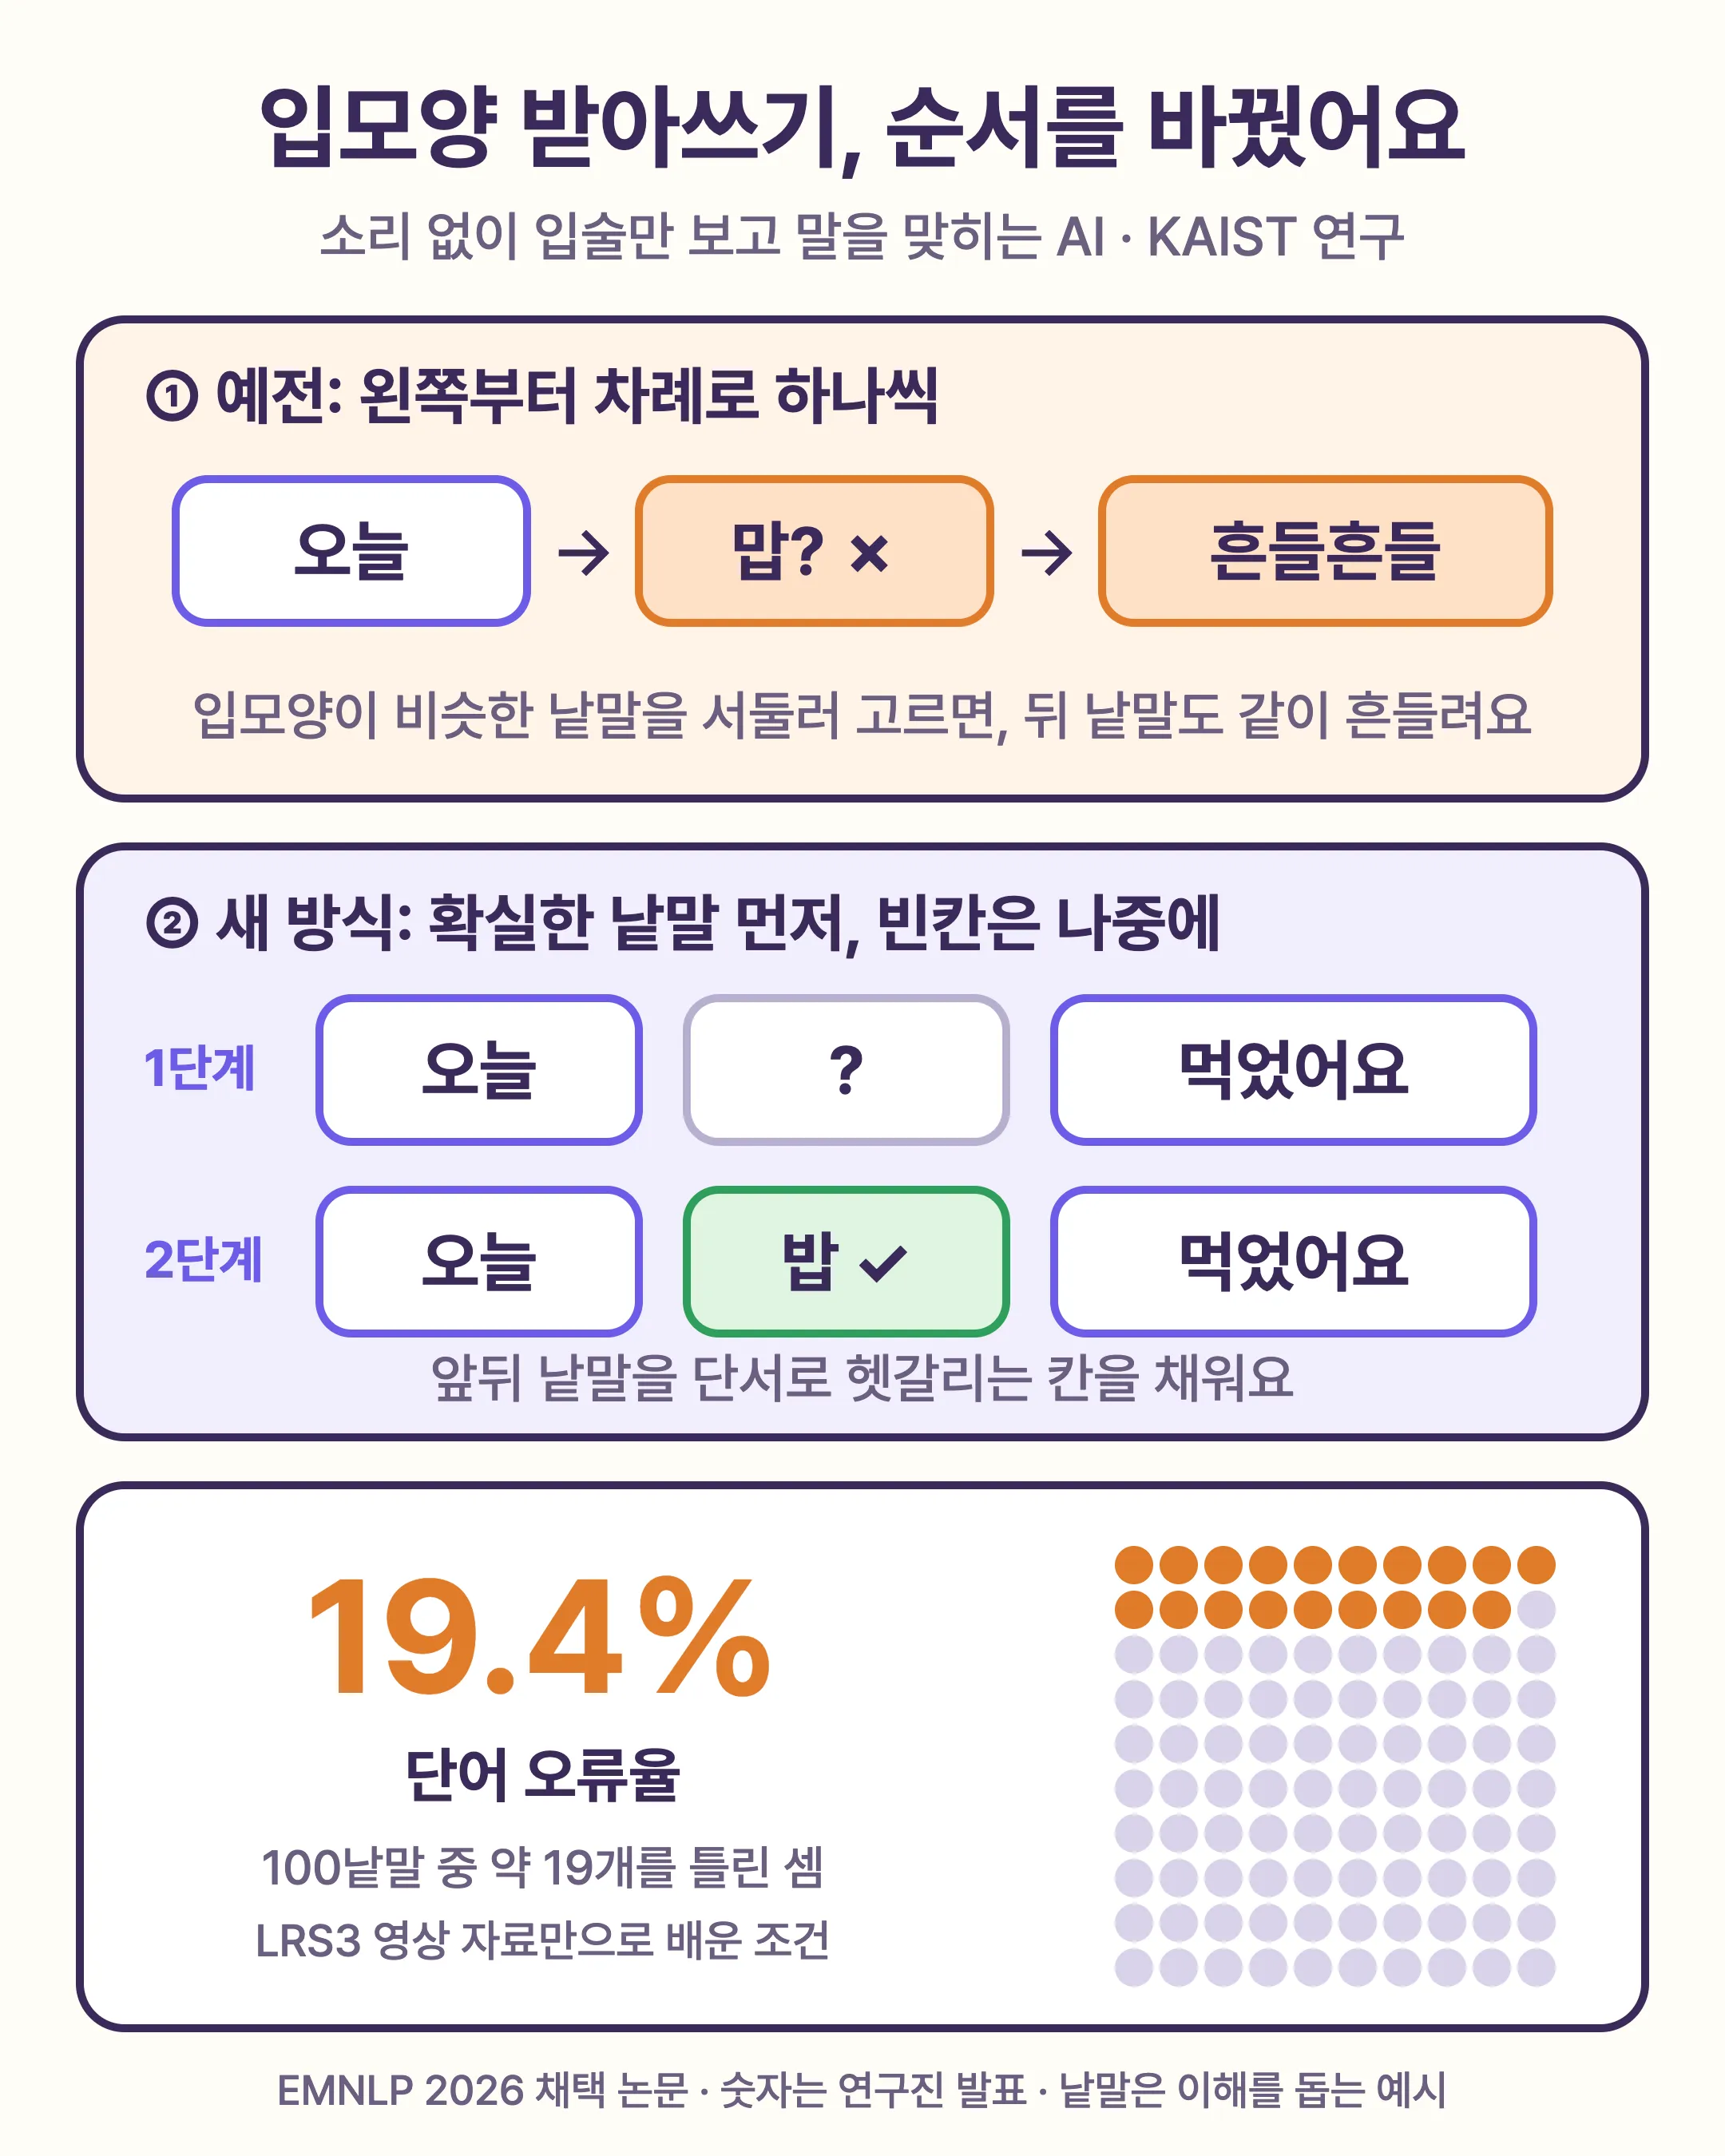 입모양 받아쓰기, 순서를 바꿨어요
소리 없이 입술만 보고 말을 맞히는 AI · KAIST 연구
① 예전: 왼쪽부터 차례로 하나씩
오늘 → 맙? × → 흔들흔들
입모양이 비슷한 낱말을 서둘러 고르면, 뒤 낱말도 같이 흔들려요
② 새 방식: 확실한 낱말 먼저, 빈칸은 나중에
1단계 오늘 ? 먹었어요
2단계 오늘 밥 ✓ 먹었어요
앞뒤 낱말을 단서로 헷갈리는 칸을 채워요
19.4%
단어 오류율
100낱말 중 약 19개를 틀린 셈
LRS3 영상 자료만으로 배운 조건
EMNLP 2026 채택 논문 · 숫자는 연구진 발표 · 낱말은 이해를 돕는 예시